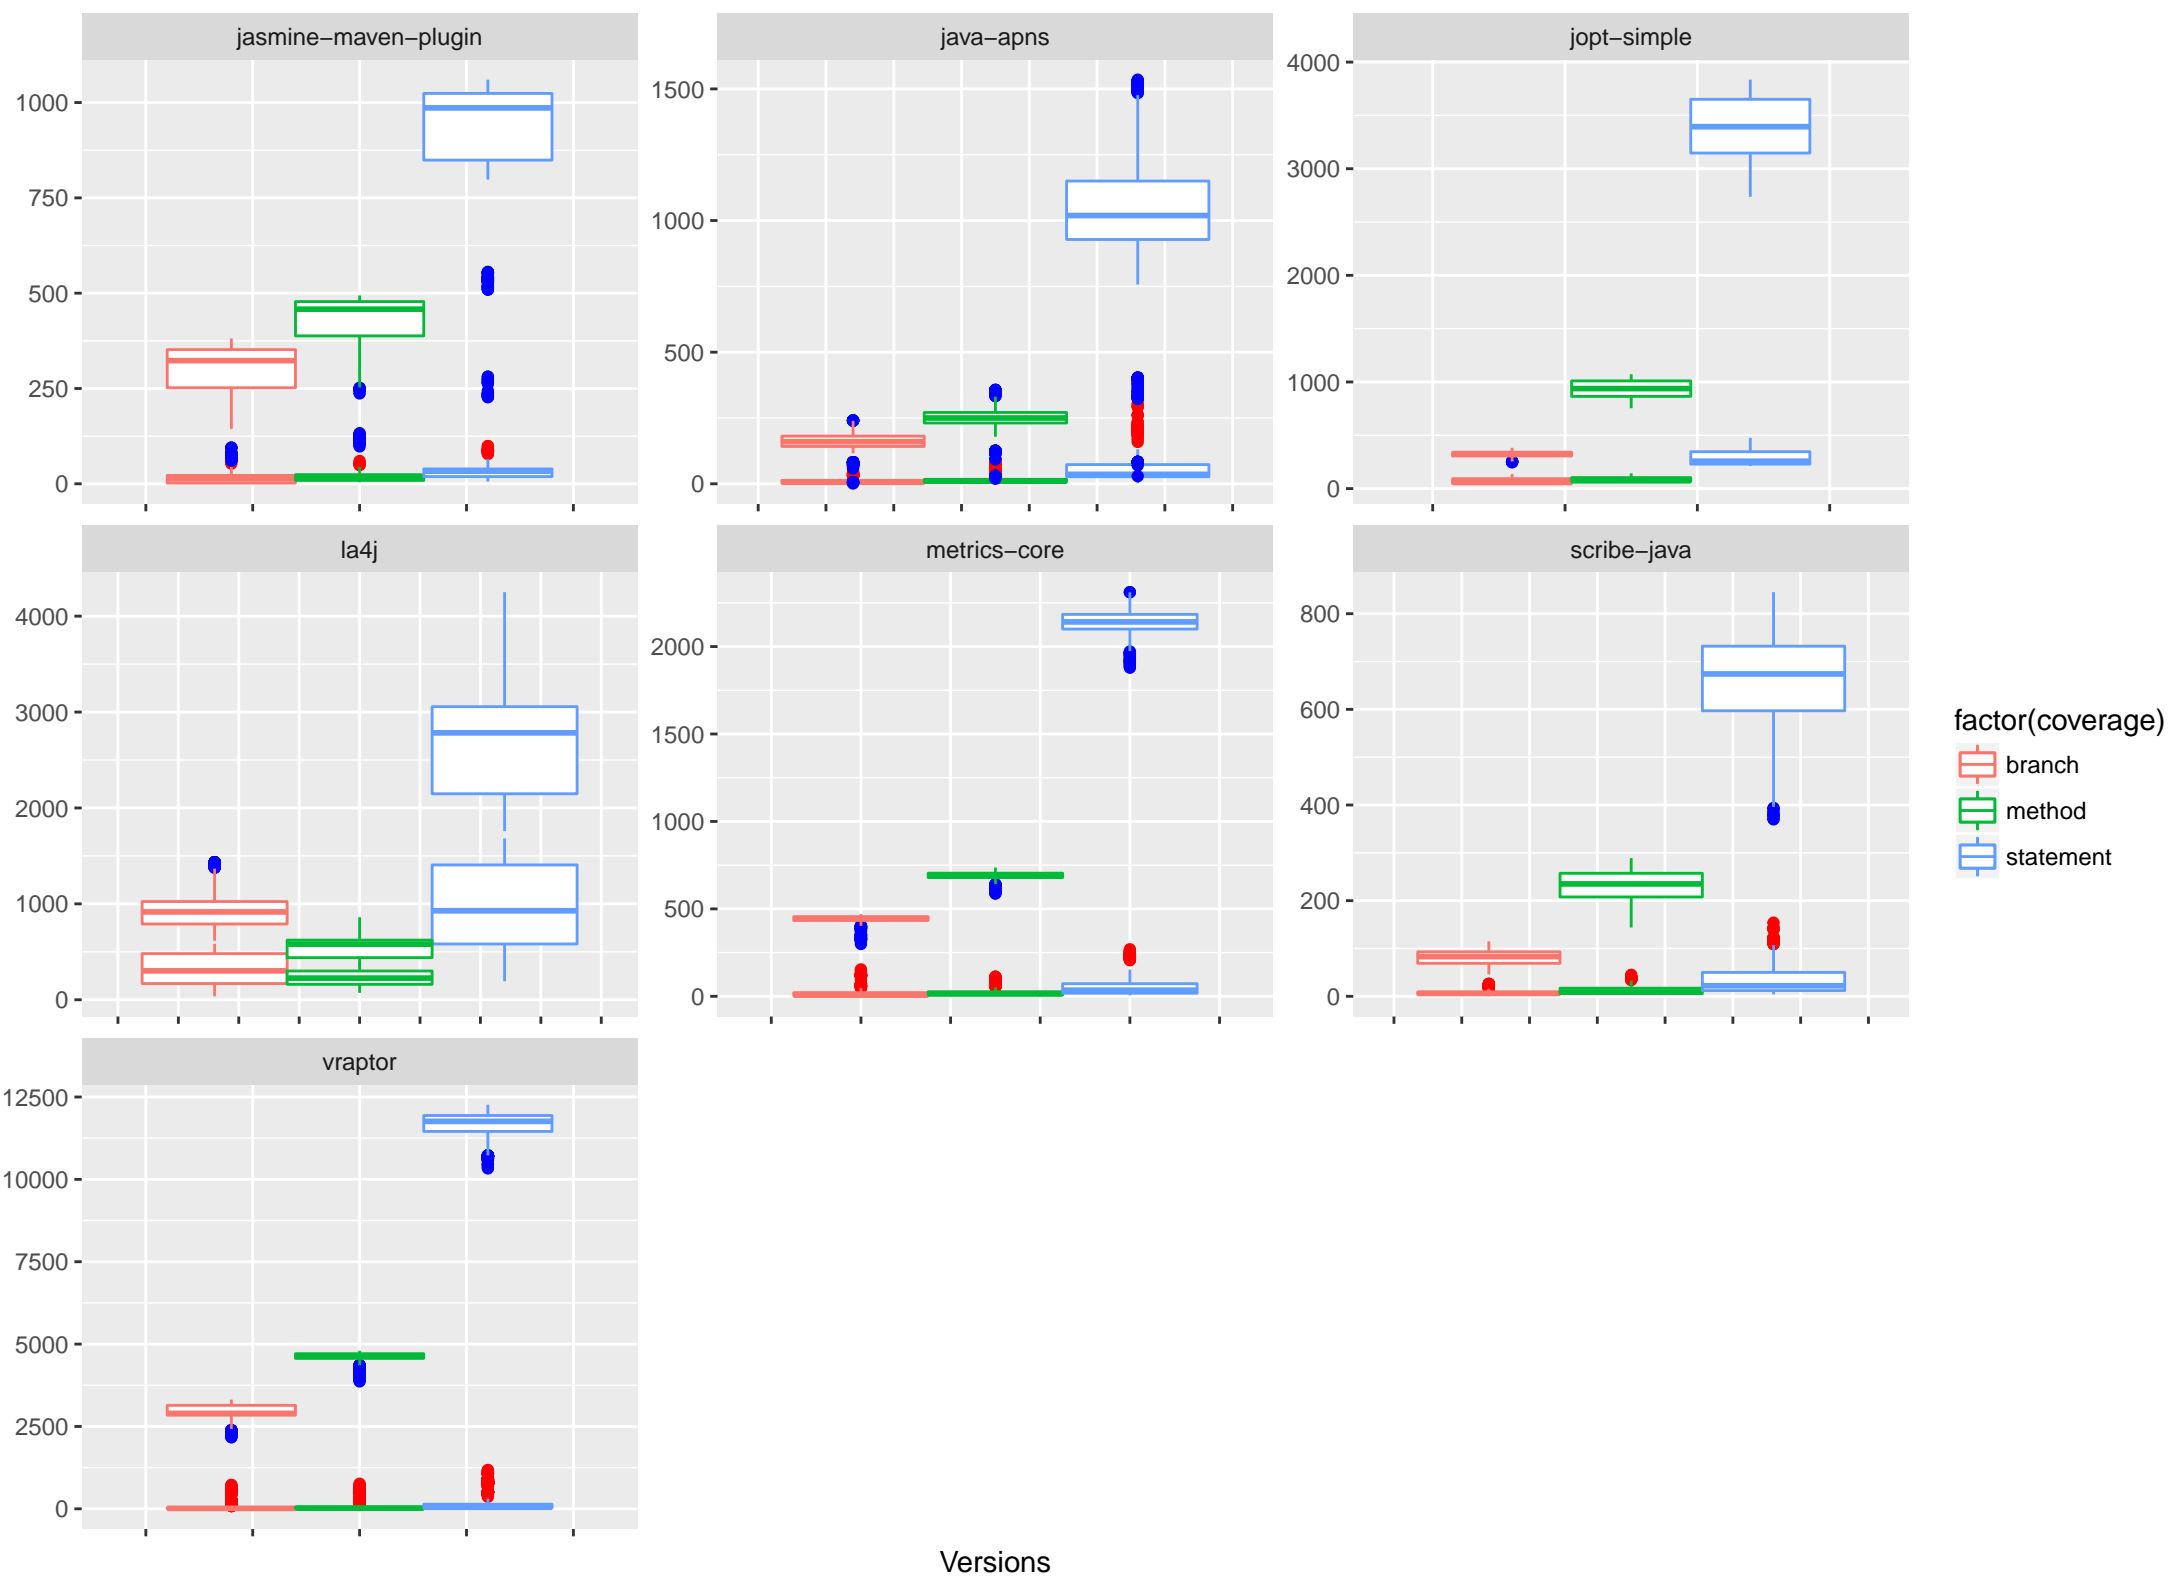 jasmine−maven−plugin
java−apns
jopt−simple
1000
750
500
250
0
1500
1000
500
0
4000
3000
2000
1000
0
la4j
metrics−core
scribe−java
4000
3000
2000
1000
0
2000
1500
1000
500
0
800
600
400
200
0
factor(coverage)
branch
method
statement
vraptor
12500
10000
7500
5000
2500
0
Versions